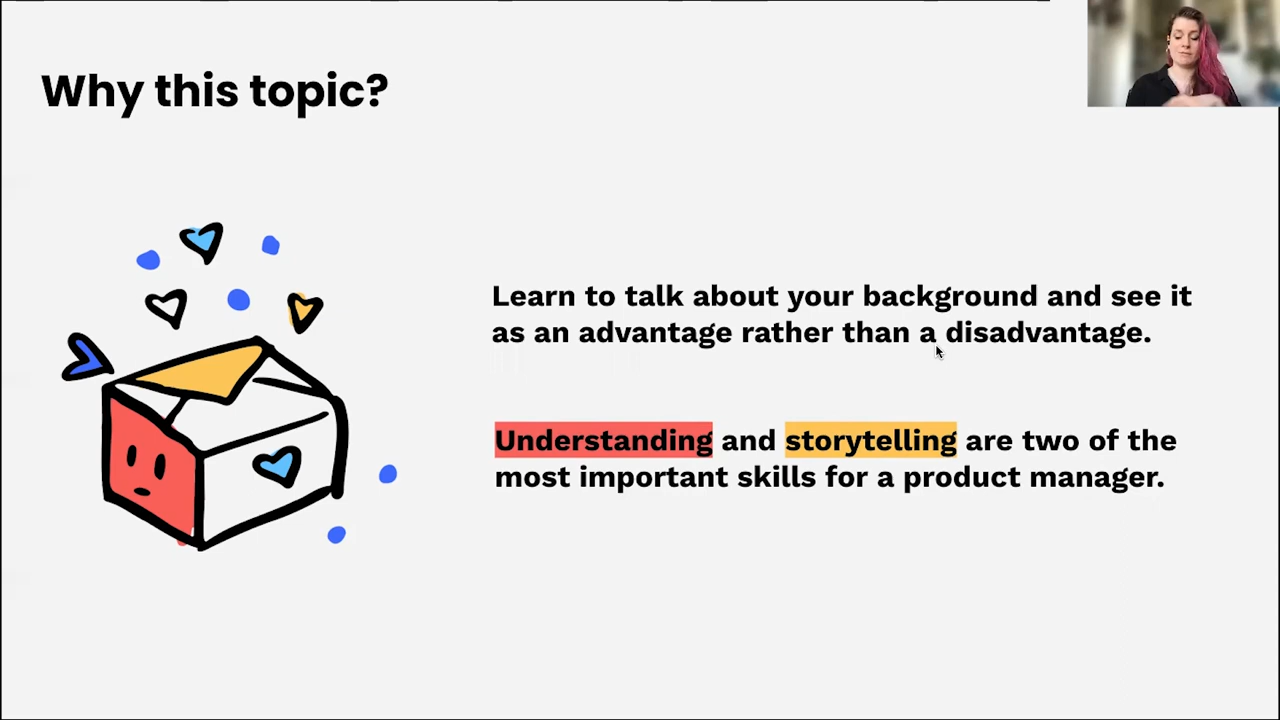 Why this topic?
Learn to talk about your background and see it
as an advantage rather than a disadvantage.
Understanding and storytelling are two of the
most important skills for a product manager.